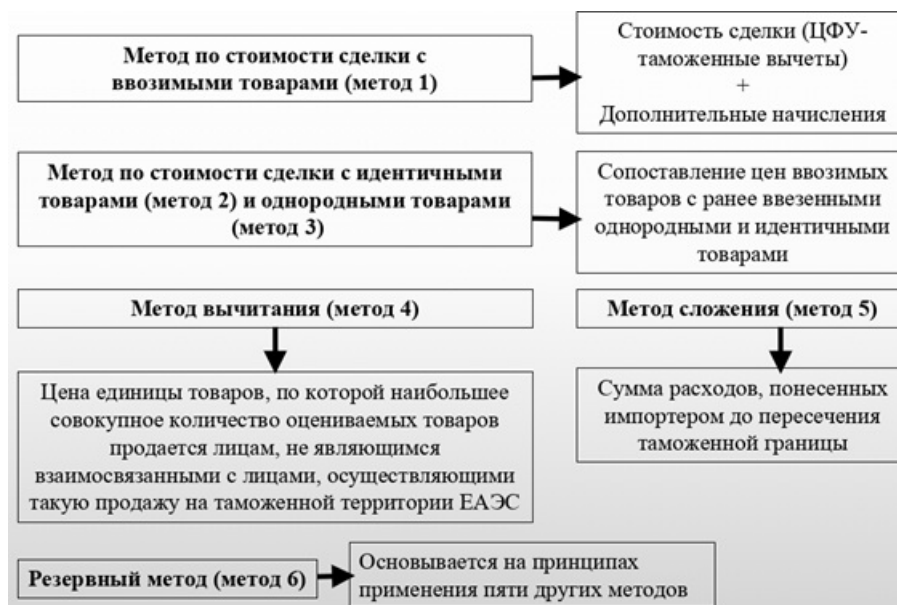 Метод по стоимости сделки с
ввозимыми товарами (метод 1)
Стоимость сделки (ЦФУ-
таможенные вычеты)
+
Дополнительные начисления
Метод по стоимости сделки с идентичными
товарами (метод 2) и однородными товарами
(метод 3)
Сопоставление цен ввозимых
товаров с ранее ввезенными
однородными и идентичными
товарами
Метод вычитания (метод 4)
Цена единицы товаров, по которой наибольшее
совокупное количество оцениваемых товаров
продается лицам, не являющимся
взаимосвязанными с лицами, осуществляющими
такую продажу на таможенной территории ЕАЭС
Метод сложения (метод 5)
Сумма расходов, понесенных
импортером до пересечения
таможенной границы
Резервный метод (метод 6)
Основывается на принципах
применения пяти других методов